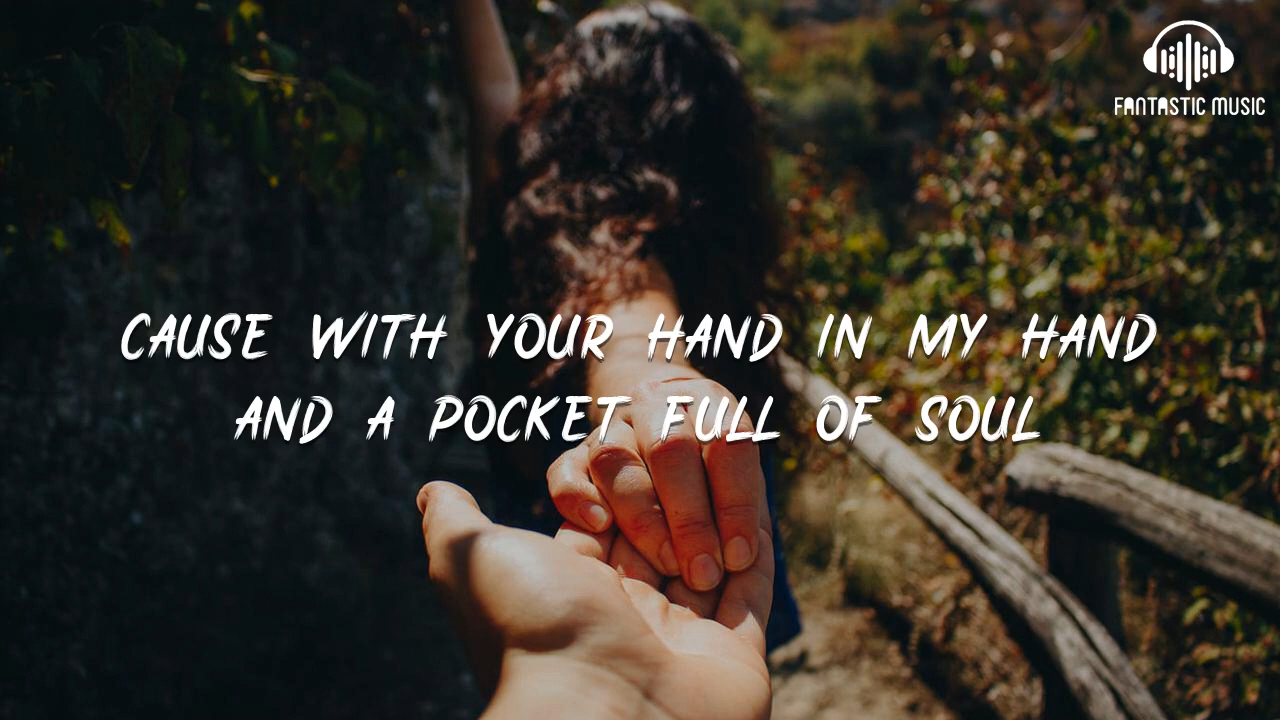 FANTASTIC MUSIC
CAUSE WITH YOUR HAND IN MY HAND
AND A POCKET FULL OF SOUL